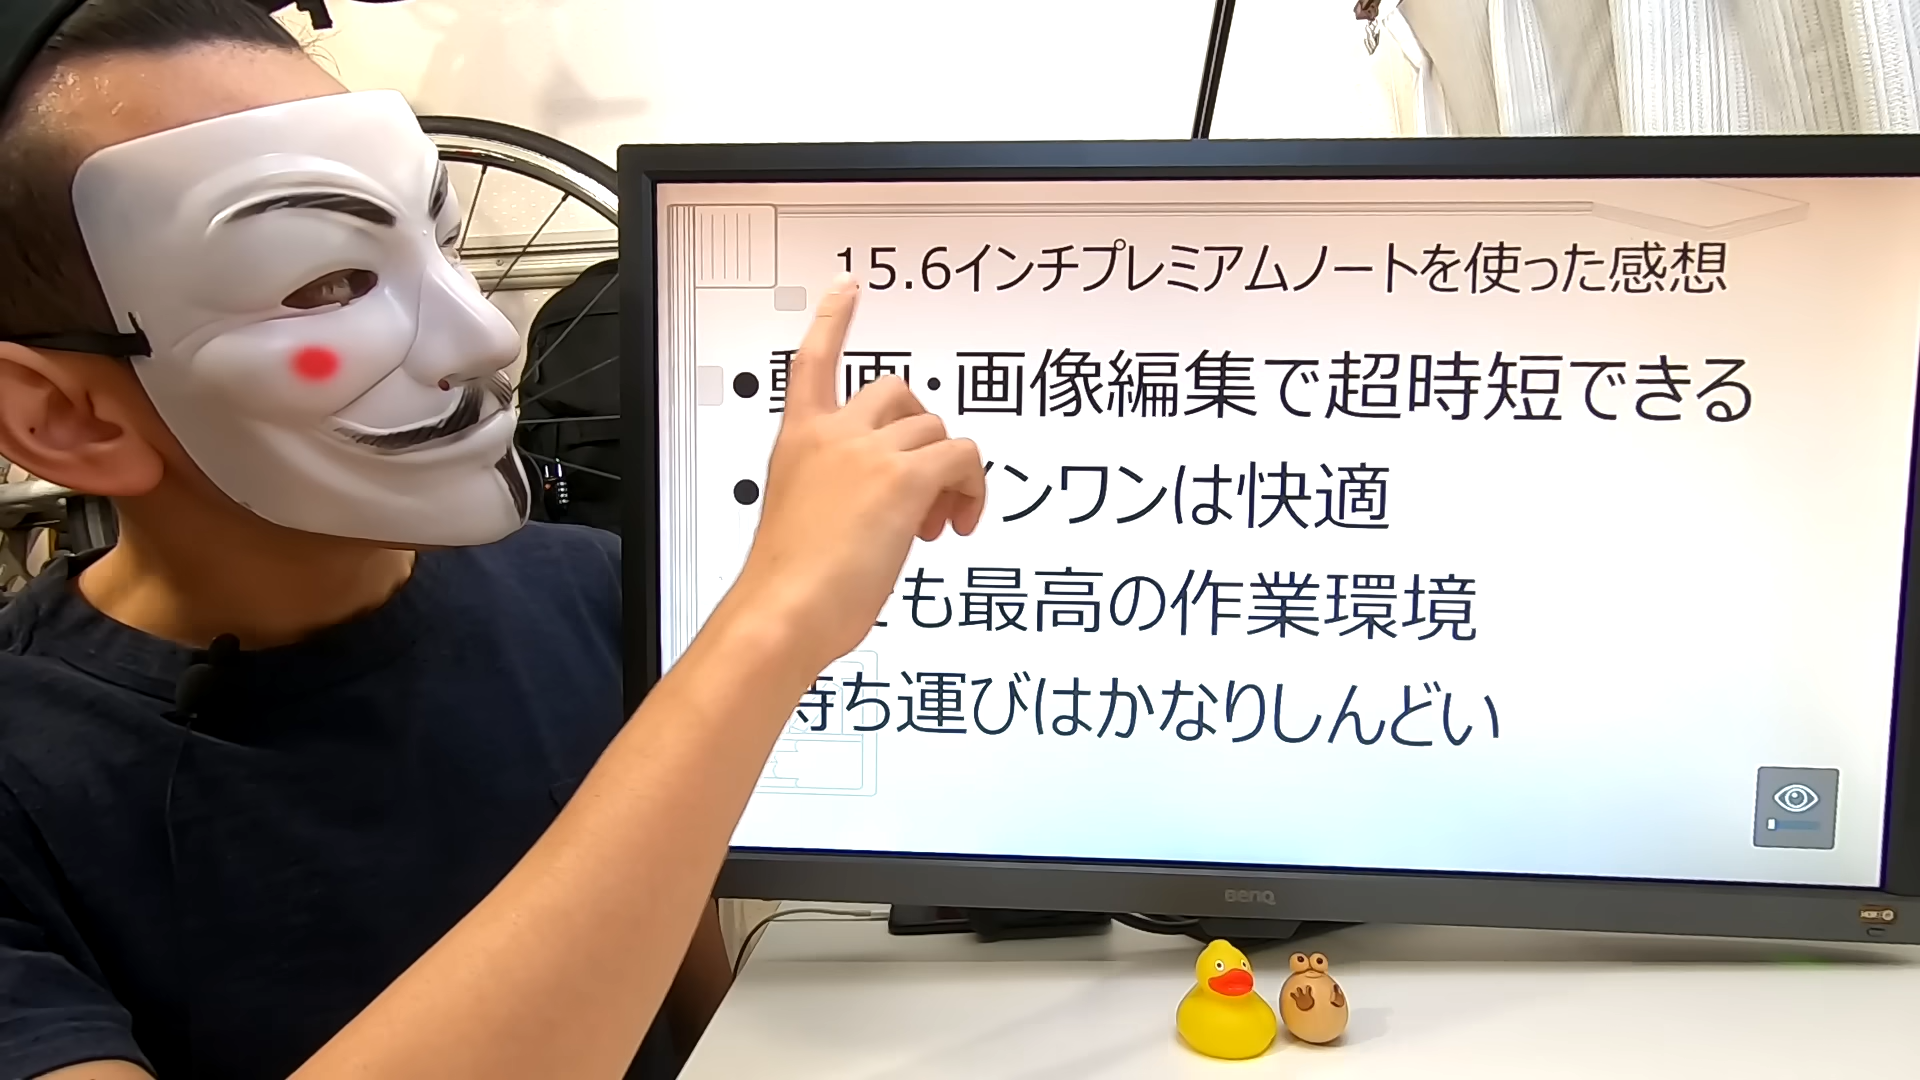 15.6インチプレミアムノートを使った感想
•動画・画像編集で超時短できる
• インワンは快適
も最高の作業環境
持ち運びはかなりしんどい
BenQ